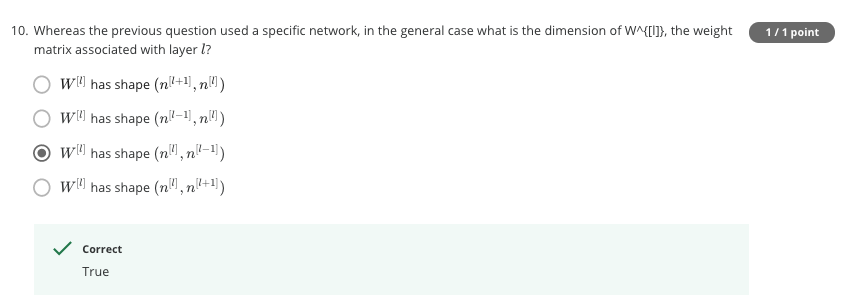 10. Whereas the previous question used a specific network, in the general case what is the dimension of W^{[l]}, the weight 1 / 1 point
matrix associated with layer l?
W^[l] has shape (n^[l+1], n^[l])
W^[l] has shape (n^[l−1], n^[l])
W^[l] has shape (n^[l], n^[l−1])
W^[l] has shape (n^[l], n^[l+1])
Correct
True